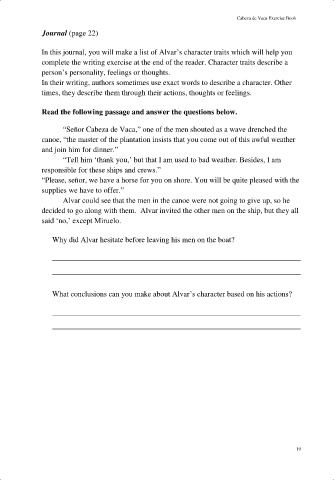 Cabeza de Vaca Exercise Book
Journal (page 22)
In this journal, you will make a list of Alvar’s character traits which will help you
complete the writing exercise at the end of the reader. Character traits describe a
person’s personality, feelings or thoughts.
In their writing, authors sometimes use exact words to describe a character. Other
times, they describe them through their actions, thoughts or feelings.
Read the following passage and answer the questions below.
“Señor Cabeza de Vaca,” one of the men shouted as a wave drenched the
canoe, “the master of the plantation insists that you come out of this awful weather
and join him for dinner.”
“Tell him ‘thank you,’ but that I am used to bad weather. Besides, I am
responsible for these ships and crews.”
“Please, señor, we have a horse for you on shore. You will be quite pleased with the
supplies we have to offer.”
Alvar could see that the men in the canoe were not going to give up, so he
decided to go along with them. Alvar invited the other men on the ship, but they all
said ‘no,’ except Miruelo.
Why did Alvar hesitate before leaving his men on the boat?
What conclusions can you make about Alvar’s character based on his actions?